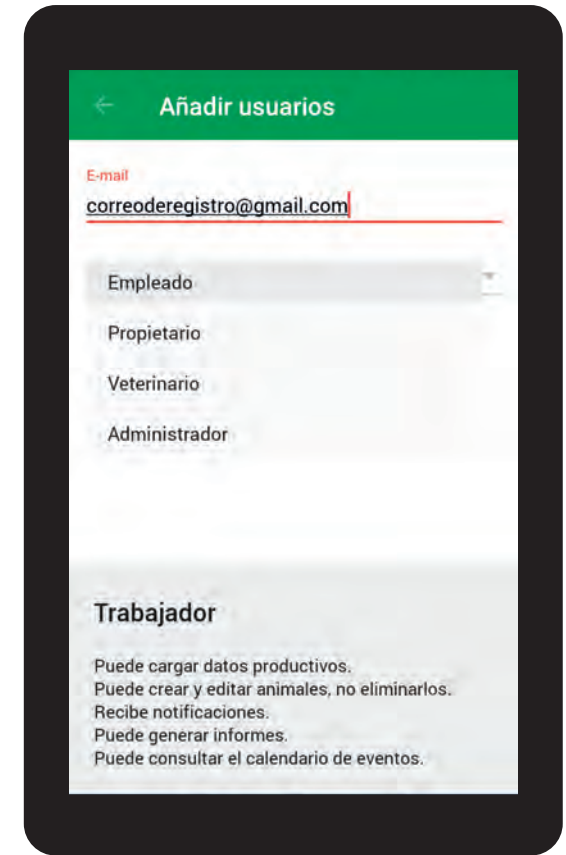 Añadir usuarios
E-mail
correoderegistro@gmail.com
Empleado
Propietario
Veterinario
Administrador
Trabajador
Puede cargar datos productivos.
Puede crear y editar animales, no eliminarlos.
Recibe notificaciones.
Puede generar informes.
Puede consultar el calendario de eventos.